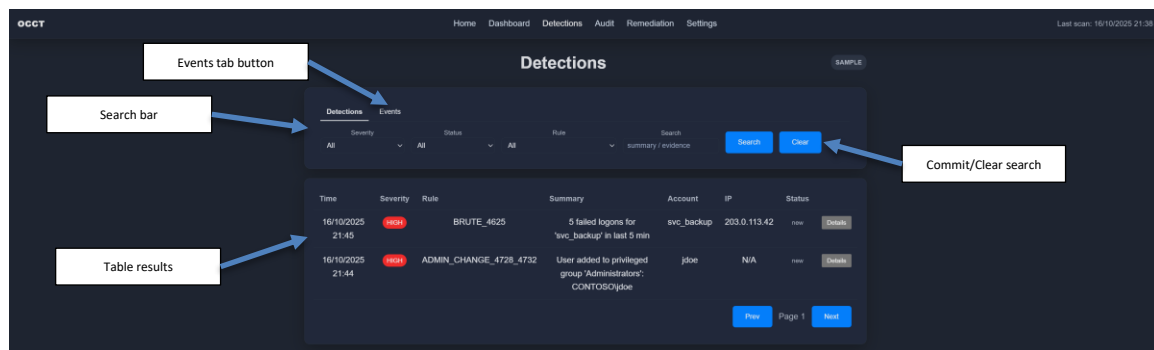 OCCT Home Dashboard Detections Audit Remediation Settings Last scan: 16/10/2025 21:38
Events tab button
Detections SAMPLE
Search bar
Detections Events
Severity Status Rule Search
All All All summary / evidence Search Clear
Commit/Clear search
Time Severity Rule Summary Account IP Status
16/10/2025 HIGH BRUTE_4625 5 failed logons for svc_backup 203.0.113.42 new Details
21:45 'svc_backup' in last 5 min
Table results
16/10/2025 HIGH ADMIN_CHANGE_4728_4732 User added to privileged jdoe N/A new Details
21:44 group 'Administrators':
CONTOSO\jdoe
Prev Page 1 Next